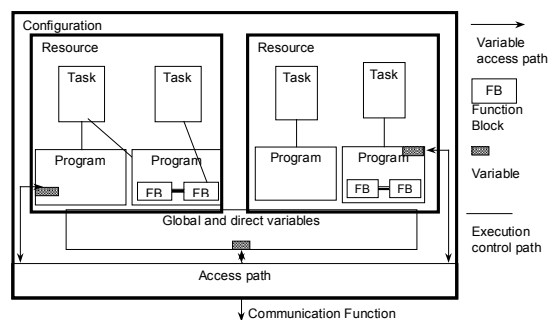 Configuration
Resource
Resource
Task
Task
Task
Task
Program
Program
Program
Program
FB
FB
FB
FB
Global and direct variables
Access path
Communication Function
Variable
access path
FB
Function
Block
Variable
Execution
control path